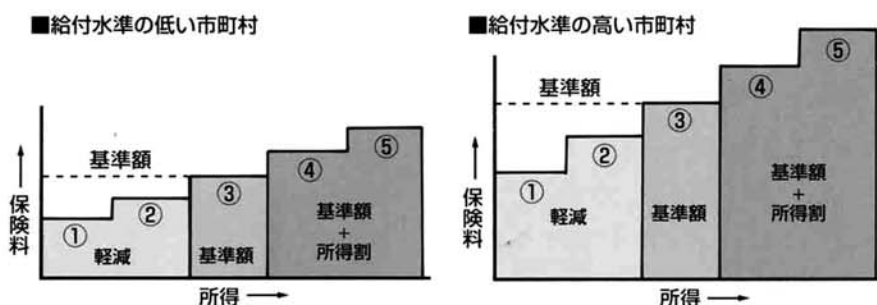 ■給付水準の低い市町村
基準額
①
②
③
④
⑤
軽減
基準額
基準額
+
所得割
↑保険料
所得→
■給付水準の高い市町村
基準額
①
②
③
④
⑤
軽減
基準額
基準額
+
所得割
↑保険料
所得→